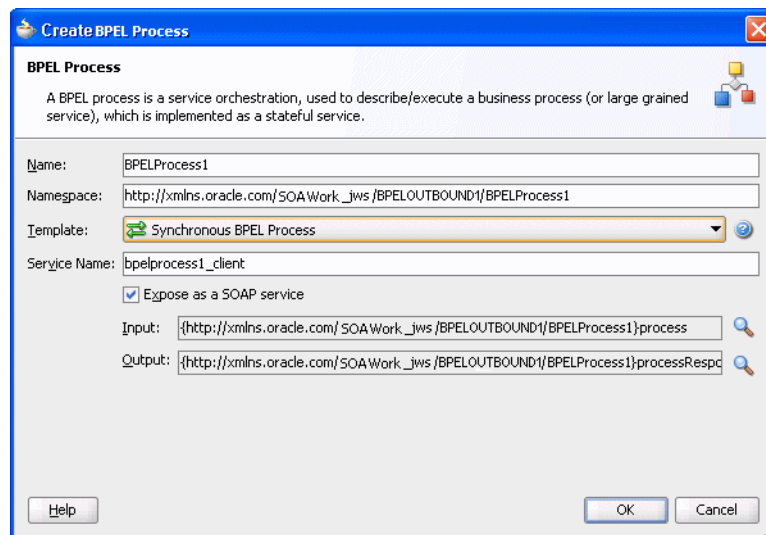 Create BPEL Process
BPEL Process
A BPEL process is a service orchestration, used to describe/execute a business process (or large grained
service), which is implemented as a stateful service.
Name: BPELProcess1
Namespace: http://xmlns.oracle.com/SOAWork_jws/BPELOUTBOUND1/BPELProcess1
Template: Synchronous BPEL Process
Service Name: bpelprocess1_client
Expose as a SOAP service
Input: {http://xmlns.oracle.com/SOAWork_jws/BPELOUTBOUND1/BPELProcess1}process
Output: {http://xmlns.oracle.com/SOAWork_jws/BPELOUTBOUND1/BPELProcess1}processRespc
Help OK Cancel